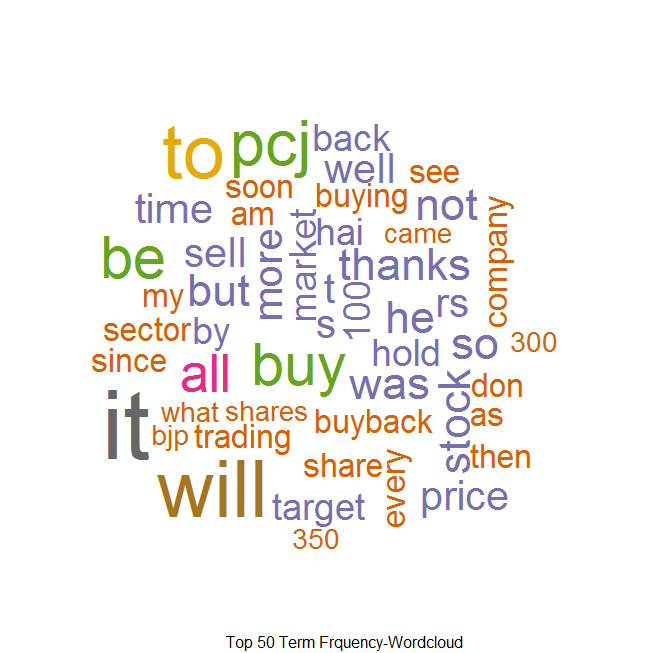 to
pcj
back
well
see
soon
buying
time
am
not
company
market
hai
came
be
sell
more
thanks
my
but
t
100
rs
he
s
sector
by
so
300
since
all
buy
hold
was
stock
don
it
what
shares
as
bjp
trading
buyback
then
will
share
every
target
price
350
Top 50 Term Frquency-Wordcloud